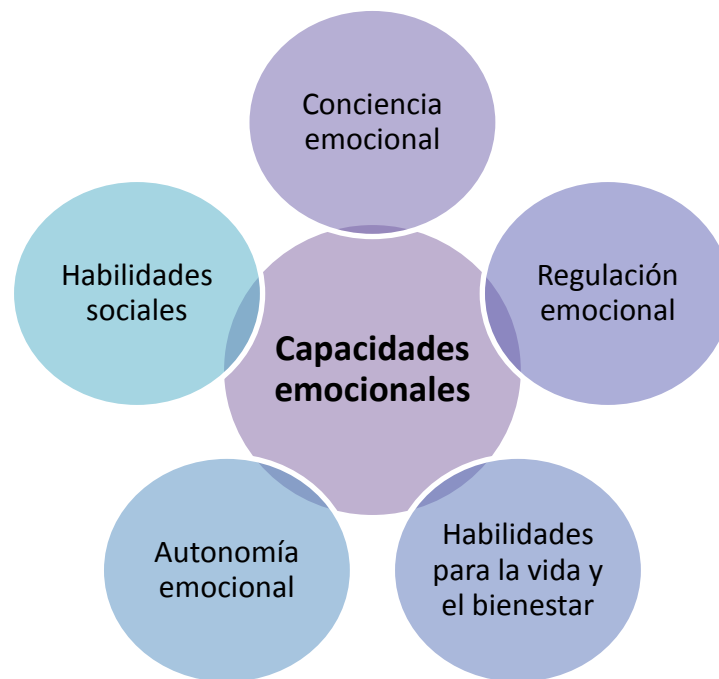 Conciencia
emocional
Regulación
emocional
Habilidades
para la vida y
el bienestar
Autonomía
emocional
Habilidades
sociales
Capacidades
emocionales